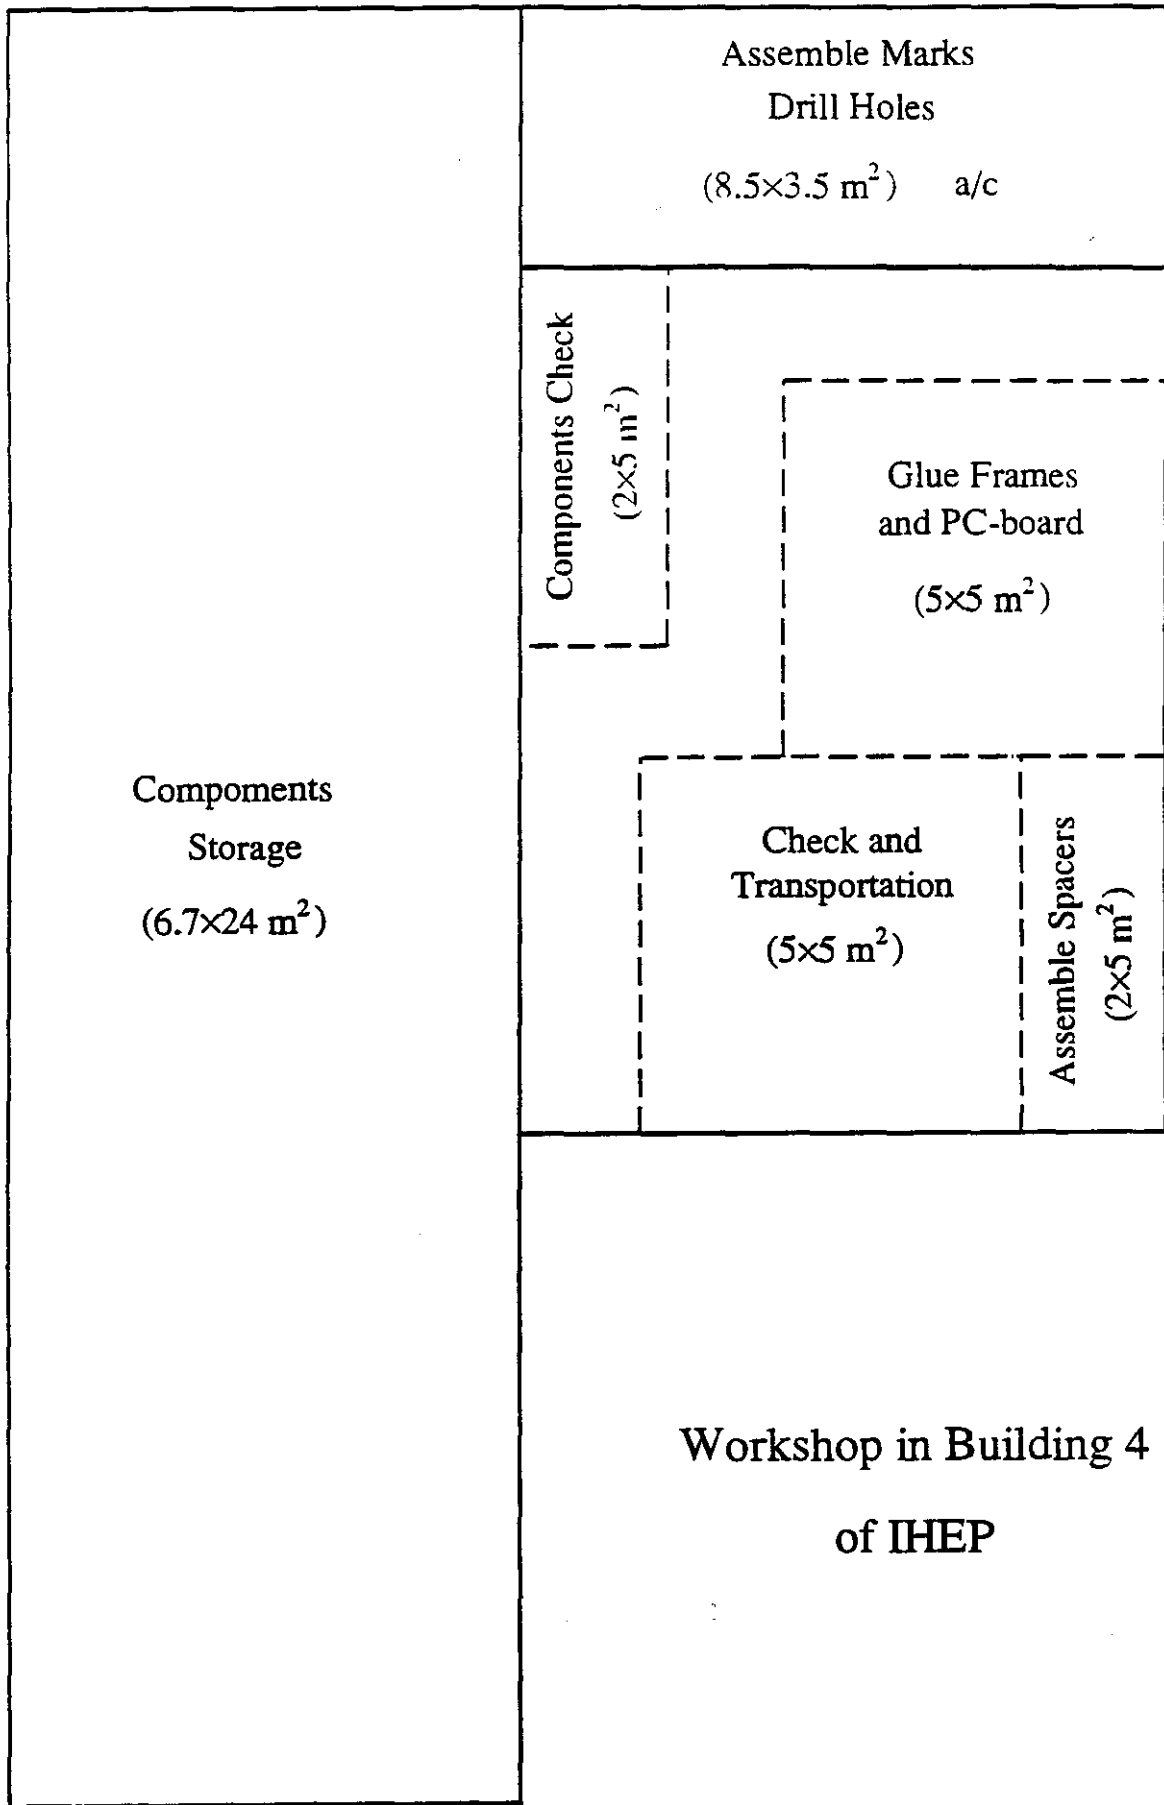 Assemble Marks
Drill Holes
(8.5×3.5 m²) a/c
Components Check
(2×5 m²)
Glue Frames
and PC-board
(5×5 m²)
Compoments
Storage
(6.7×24 m²)
Check and
Transportation
(5×5 m²)
Assemble Spacers
(2×5 m²)
Workshop in Building 4
of IHEP